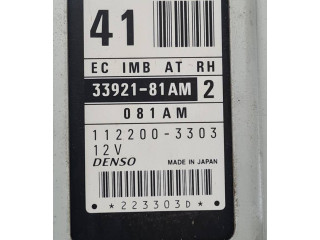 41
EC IMB AT RH
33921-81AM 2
081AM
112200-3303
12V
DENSO MADE IN JAPAN
*223303D*